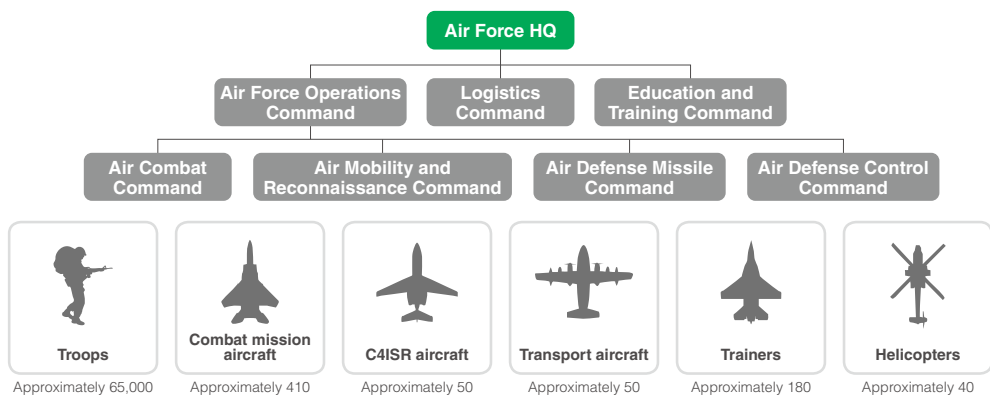 Air Force HQ
Air Force Operations
Command
Logistics
Command
Education and
Training Command
Air Combat
Command
Air Mobility and
Reconnaissance Command
Air Defense Missile
Command
Air Defense Control
Command
Troops
Combat mission
aircraft
C4ISR aircraft
Transport aircraft
Trainers
Helicopters
Approximately 65,000
Approximately 410
Approximately 50
Approximately 50
Approximately 180
Approximately 40